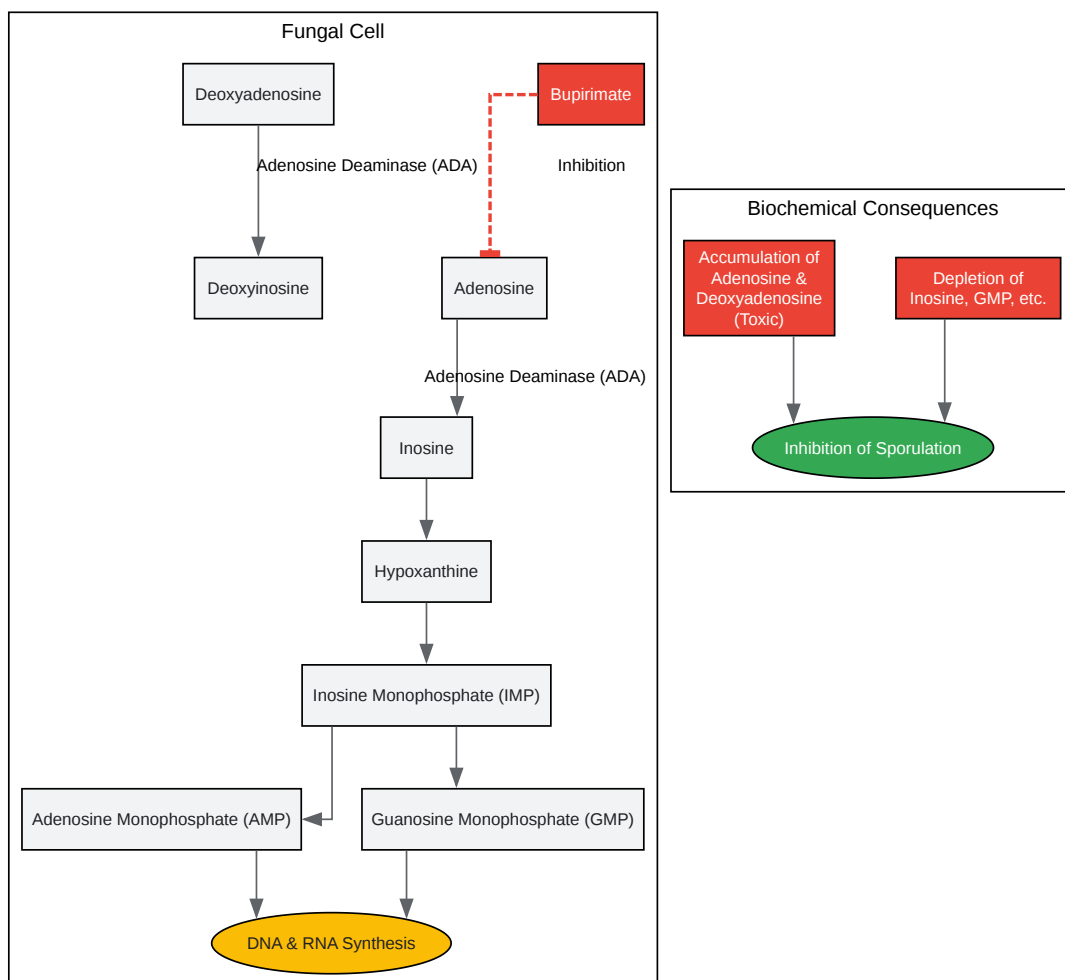 Fungal Cell
Deoxyadenosine
Bupirimate
Adenosine Deaminase (ADA)
Inhibition
Deoxyinosine
Adenosine
Adenosine Deaminase (ADA)
Inosine
Hypoxanthine
Inosine Monophosphate (IMP)
Adenosine Monophosphate (AMP)
Guanosine Monophosphate (GMP)
DNA & RNA Synthesis
Biochemical Consequences
Accumulation of
Adenosine &
Deoxyadenosine
(Toxic)
Depletion of
Inosine, GMP, etc.
Inhibition of Sporulation